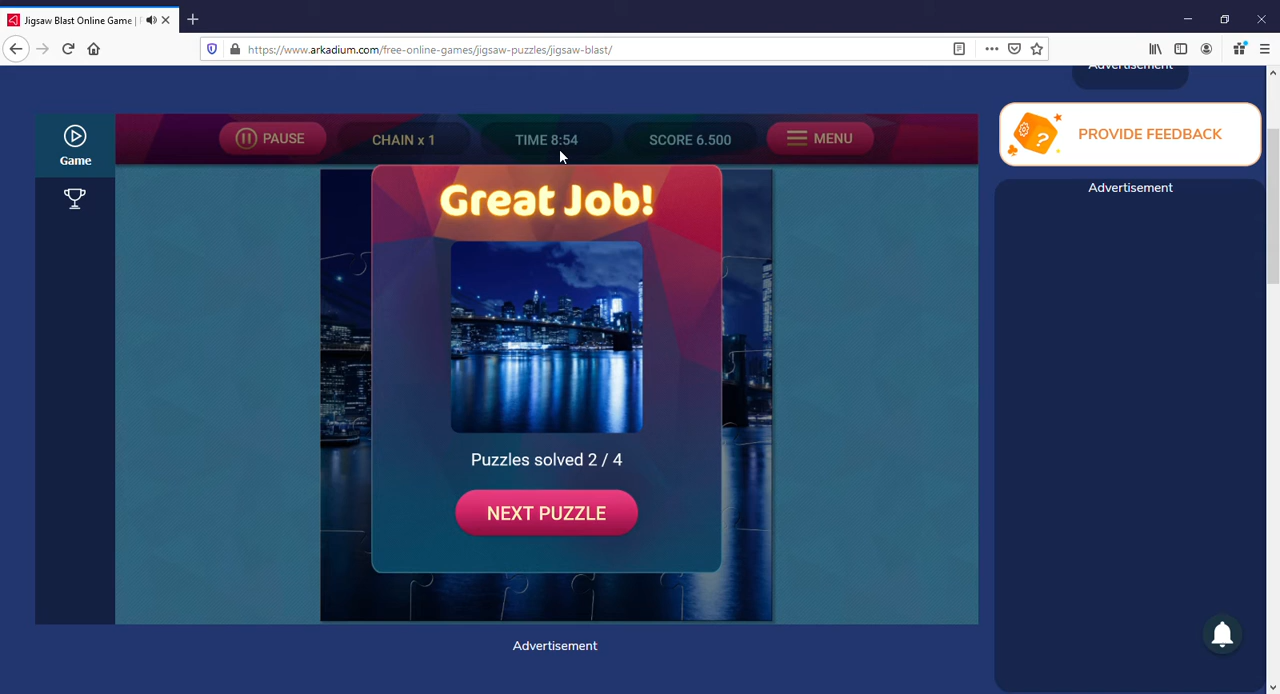 Jigsaw Blast Online Game |
https://www.arkadium.com/free-online-games/jigsaw-puzzles/jigsaw-blast/
Advertisement
Game
PAUSE
CHAIN x 1
TIME 8:54
SCORE 6.500
MENU
PROVIDE FEEDBACK
Advertisement
Great Job!
Puzzles solved 2 / 4
NEXT PUZZLE
Advertisement